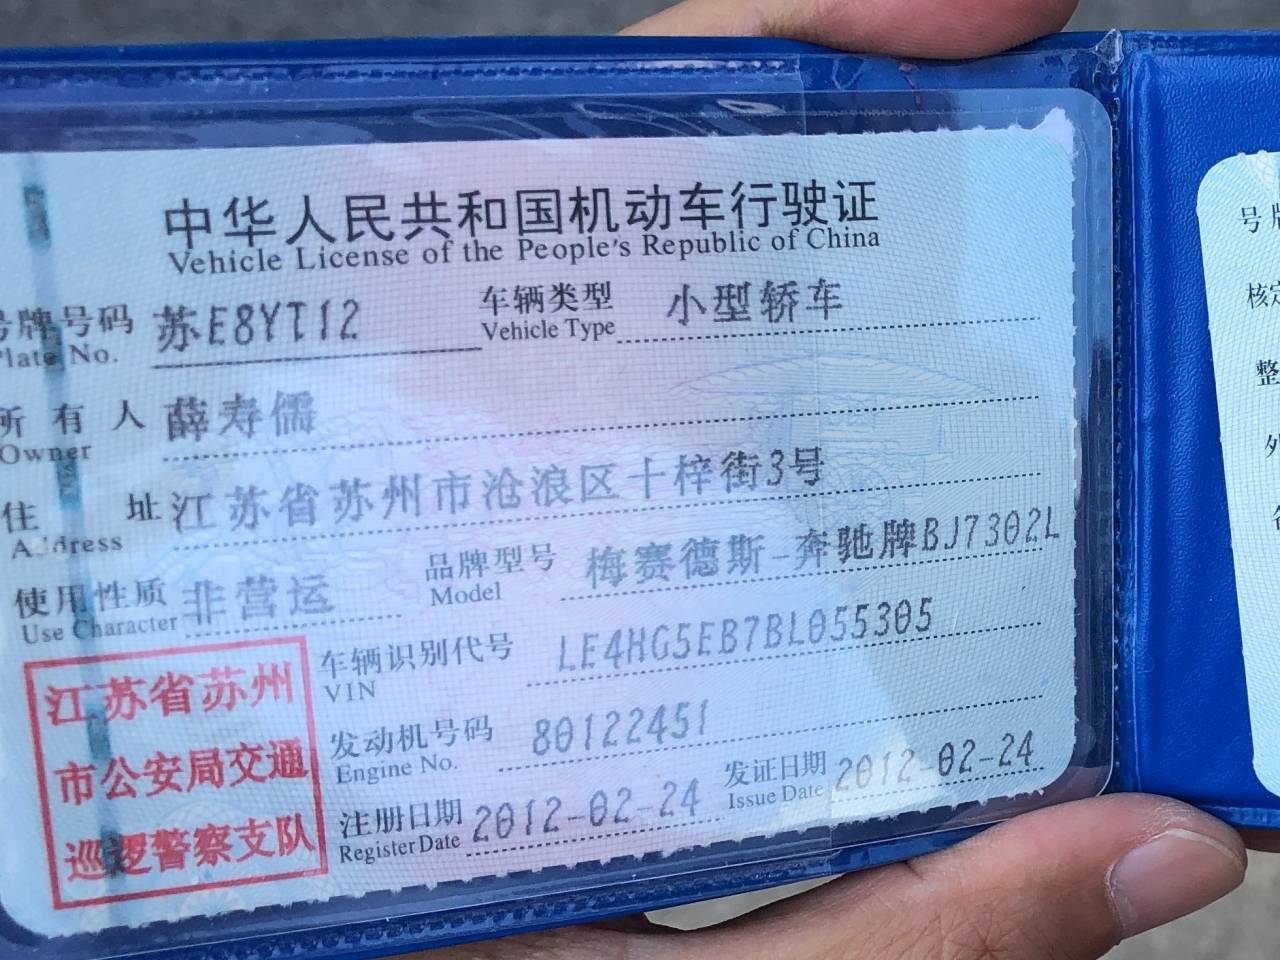 中华人民共和国机动车行驶证
Vehicle License of the People's Republic of China
号牌号码 苏E8YT12 车辆类型 小型轿车
Plate No. Vehicle Type
所有人 薛寿儒
Owner
住址 江苏省苏州市沧浪区十梓街3号
Address
使用性质 非营运 品牌型号 梅赛德斯-奔驰牌BJ7302L
Use Character Model
江苏省苏州
市公安局交通
巡逻警察支队
车辆识别代号 LE4HG5EB7BL055305
VIN
发动机号码 80122451
Engine No.
注册日期 2012-02-24 发证日期 2012-02-24
Register Date Issue Date
号牌
核定
整
外